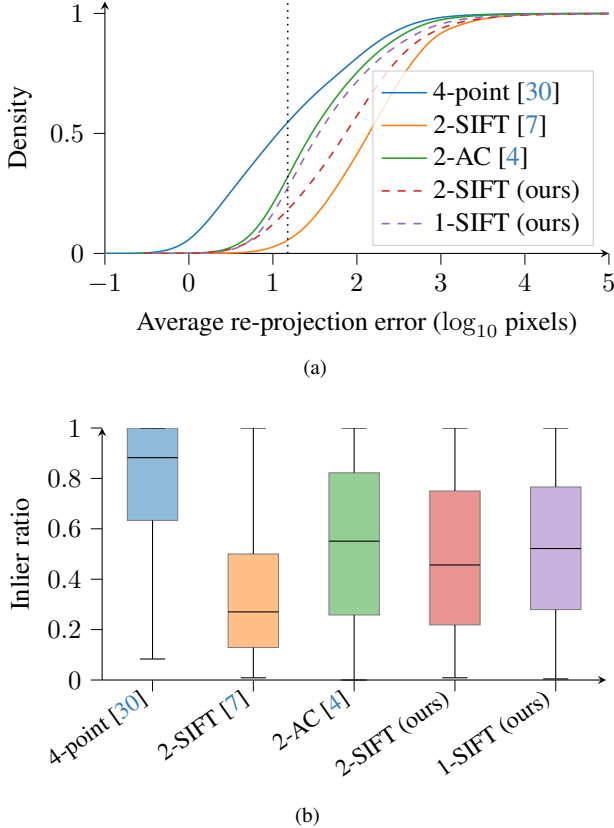 1
0.5
0
Density
4-point [30]
2-SIFT [7]
2-AC [4]
2-SIFT (ours)
1-SIFT (ours)
−1 0 1 2 3 4 5
Average re-projection error (log₁₀ pixels)
(a)
1
0.8
0.6
0.4
0.2
0
Inlier ratio
4-point [30]
2-SIFT [7]
2-AC [4]
2-SIFT (ours)
1-SIFT (ours)
(b)